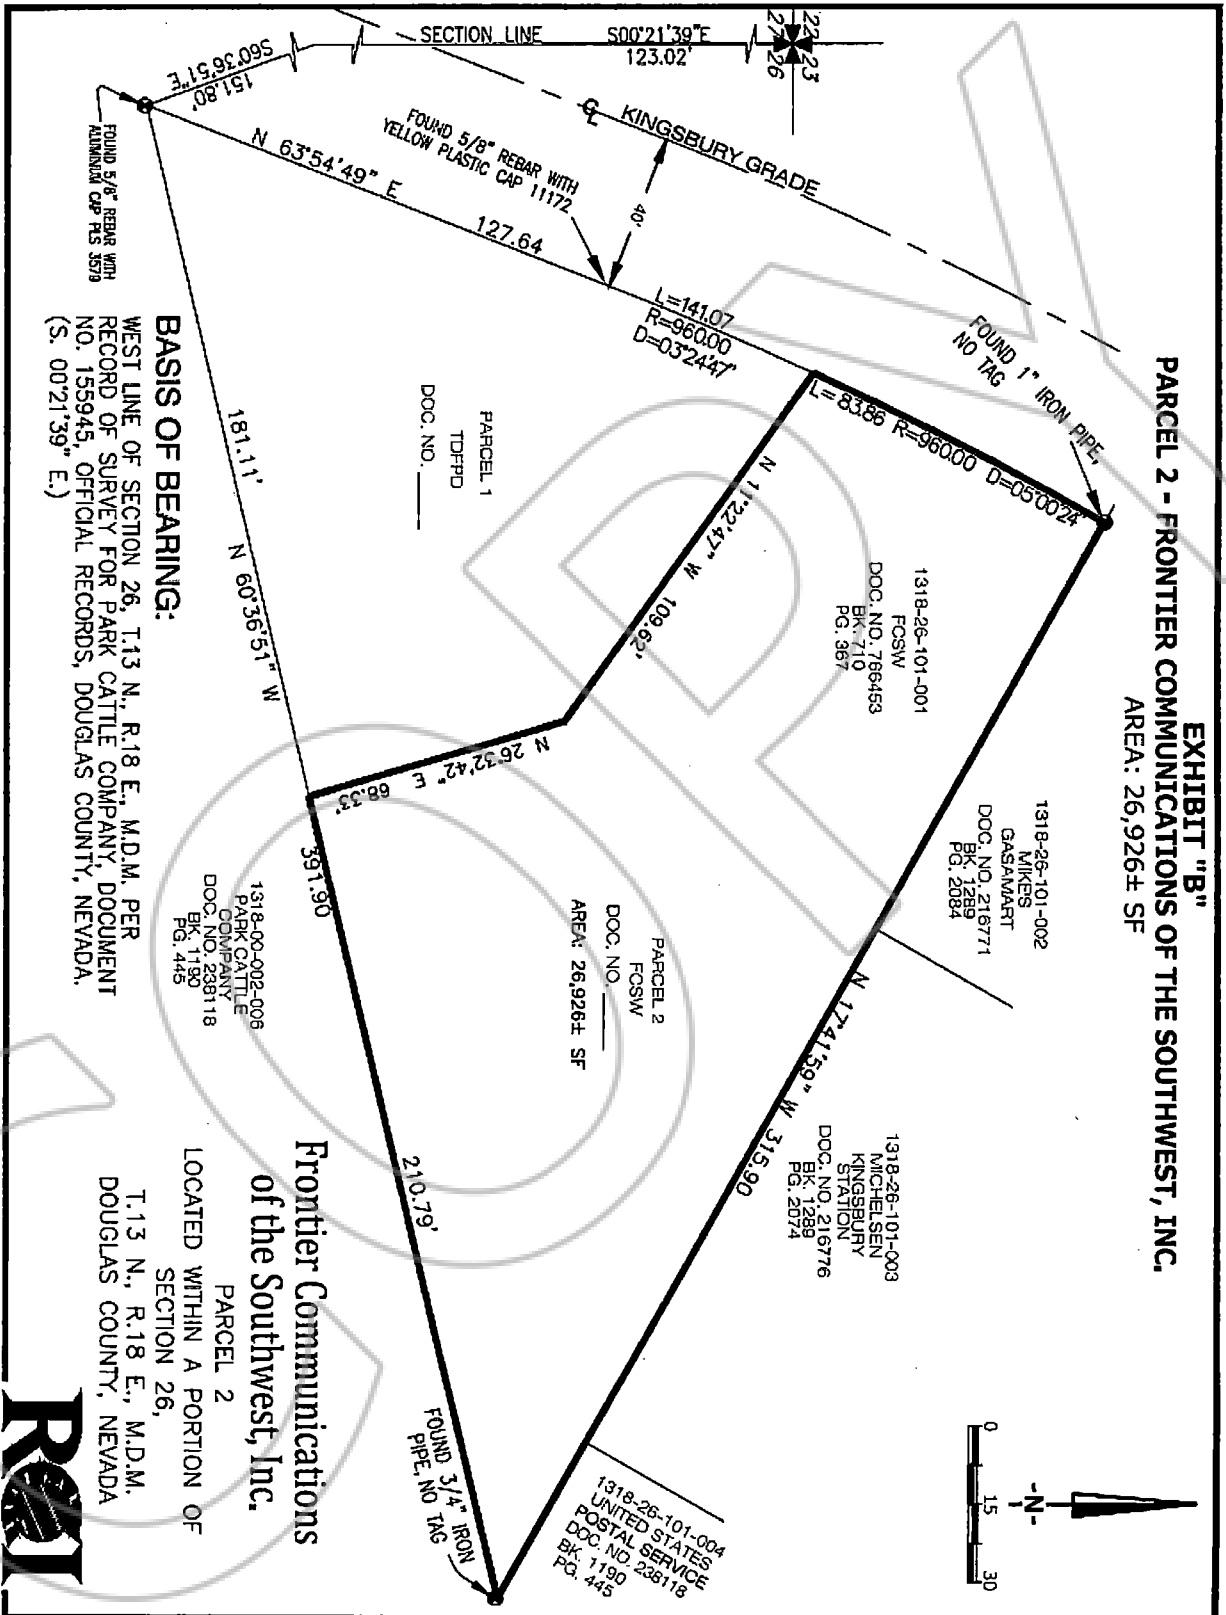 EXHIBIT "B"
PARCEL 2 - FRONTIER COMMUNICATIONS OF THE SOUTHWEST, INC.
AREA: 26,926± SF
COPY
22
23
27
26
SECTION LINE
S00°21'39"E
123.02'
S60°36'51"E
151.80'
FOUND 5/8" REBAR WITH
ALUMINUM CAP PLS 3579
N 63°54'49" E
127.64
FOUND 5/8" REBAR WITH
YELLOW PLASTIC CAP 11172
CL KINGSBURY GRADE
40'
L=141.07
R=960.00
D=03°24'47"
FOUND 1" IRON PIPE,
NO TAG
L= 83.86 R=960.00 D=05°00'24"
PARCEL 1
TDFPD
DOC. NO.
N 11°22'47" W 109.62'
1318-26-101-001
FCSW
DOC. NO. 766453
BK. 710
PG. 367
1318-26-101-002
MIKE'S
GASAMART
DOC. NO. 216771
BK. 1289
PG. 2084
N 26°32'42" E 68.33'
181.11' N 60°36'51" W
391.90
210.79'
PARCEL 2
FCSW
DOC. NO.
AREA: 26,926± SF
N 17°41'59" W 315.90
1318-26-101-003
MICHELSEN
KINGSBURY
STATION
DOC. NO. 216776
BK. 1289
PG. 2074
1318-00-002-006
PARK CATTLE
COMPANY
DOC. NO. 238118
BK. 1190
PG. 445
1318-26-101-004
UNITED STATES
POSTAL SERVICE
DOC. NO. 238118
BK. 1190
PG. 445
FOUND 3/4" IRON
PIPE, NO TAG
-N-
0 15 30
BASIS OF BEARING:
WEST LINE OF SECTION 26, T.13 N., R.18 E., M.D.M. PER
RECORD OF SURVEY FOR PARK CATTLE COMPANY, DOCUMENT
NO. 155945, OFFICIAL RECORDS, DOUGLAS COUNTY, NEVADA.
(S. 00°21'39" E.)
Frontier Communications
of the Southwest, Inc.
PARCEL 2
LOCATED WITHIN A PORTION OF
SECTION 26,
T.13 N., R.18 E., M.D.M.
DOUGLAS COUNTY, NEVADA
ROI